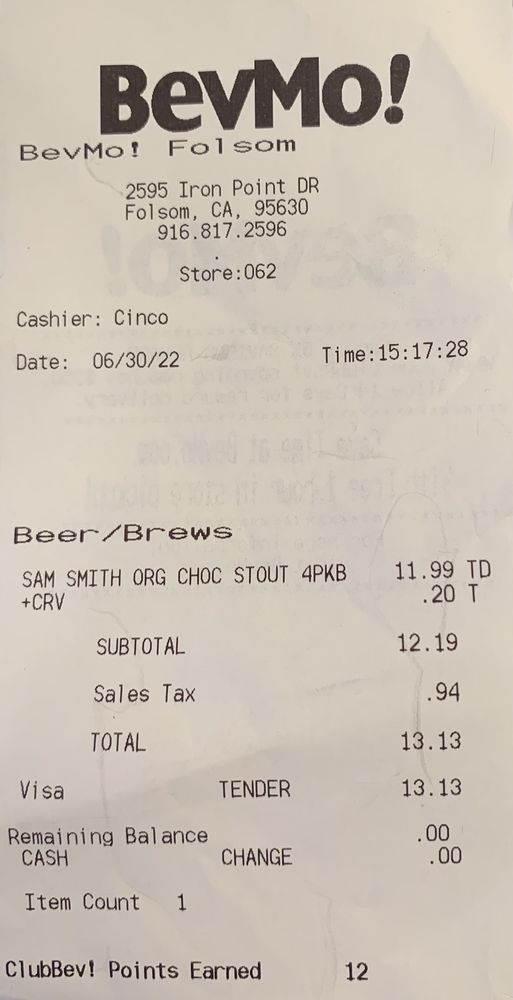 BevMo!
BevMo! Folsom
2595 Iron Point DR
Folsom, CA, 95630
916.817.2596
.
Store:062
Cashier: Cinco
Date: 06/30/22 Time:15:17:28
Beer/Brews
SAM SMITH ORG CHOC STOUT 4PKB 11.99 TD
+CRV .20 T
SUBTOTAL 12.19
Sales Tax .94
TOTAL 13.13
Visa TENDER 13.13
Remaining Balance .00
CASH CHANGE .00
Item Count 1
ClubBev! Points Earned 12